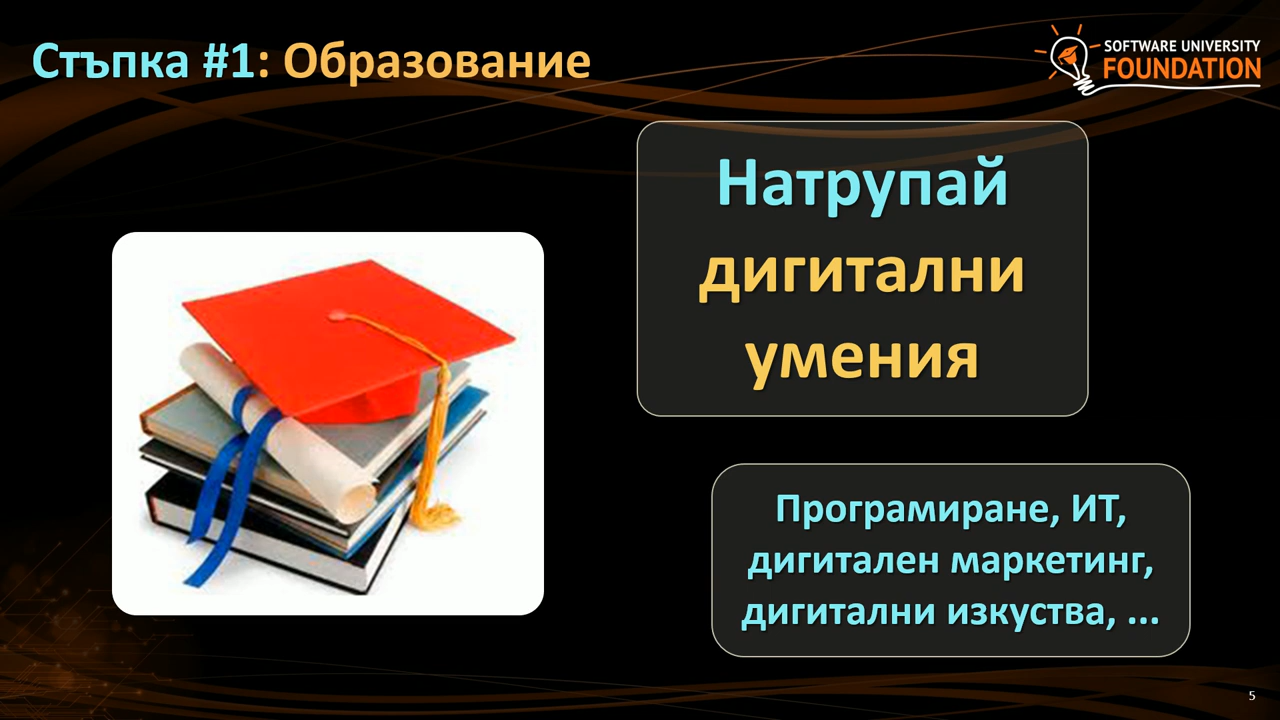 Стъпка #1: Образование
SOFTWARE UNIVERSITY
FOUNDATION
Натрупай
дигитални
умения
Програмиране, ИТ,
дигитален маркетинг,
дигитални изкуства, ...
5